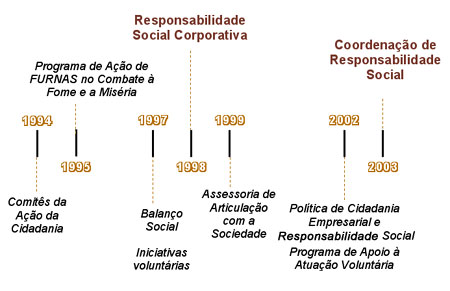 Responsabilidade
Social Corporativa
Coordenação de
Responsabilidade
Social
Programa de Ação de
FURNAS no Combate à
Fome e a Miséria
1994
1997
1999
2002
1995
1998
2003
Comitês da
Ação da
Cidadania
Balanço
Social
Iniciativas
voluntárias
Assessoria de
Articulação
com a
Sociedade
Política de Cidadania
Empresarial e
Responsabilidade Social
Programa de Apoio à
Atuação Voluntária